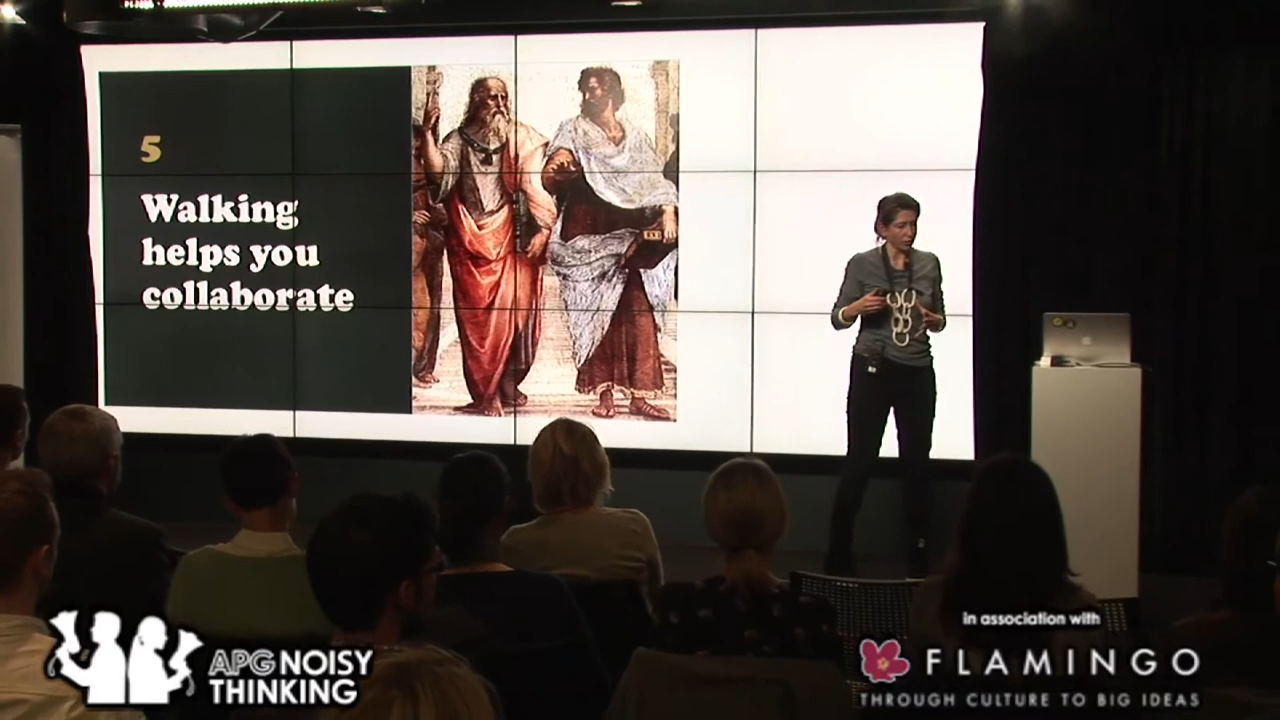 5
Walking
helps you
collaborate
in association with
APG NOISY
THINKING
FLAMINGO
THROUGH CULTURE TO BIG IDEAS